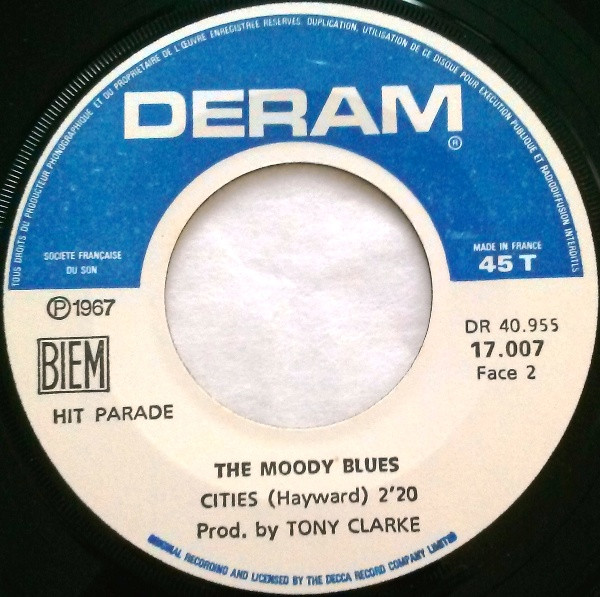 TOUS DROITS DU PRODUCTEUR PHONOGRAPHIQUE ET DU PROPRIETAIRE DE L'ŒUVRE ENREGISTREE RESERVES. DUPLICATION, UTILISATION DE CE DISQUE POUR EXECUTION PUBLIQUE ET RADIODIFFUSION INTERDITS
DERAM
®
SOCIETE FRANÇAISE
DU SON
MADE IN FRANCE
45 T
℗1967
BIEM
HIT PARADE
DR 40.955
17.007
Face 2
THE MOODY BLUES
CITIES (Hayward) 2'20
Prod. by TONY CLARKE
ORIGINAL RECORDING AND LICENSED BY THE DECCA RECORD COMPANY LIMITED